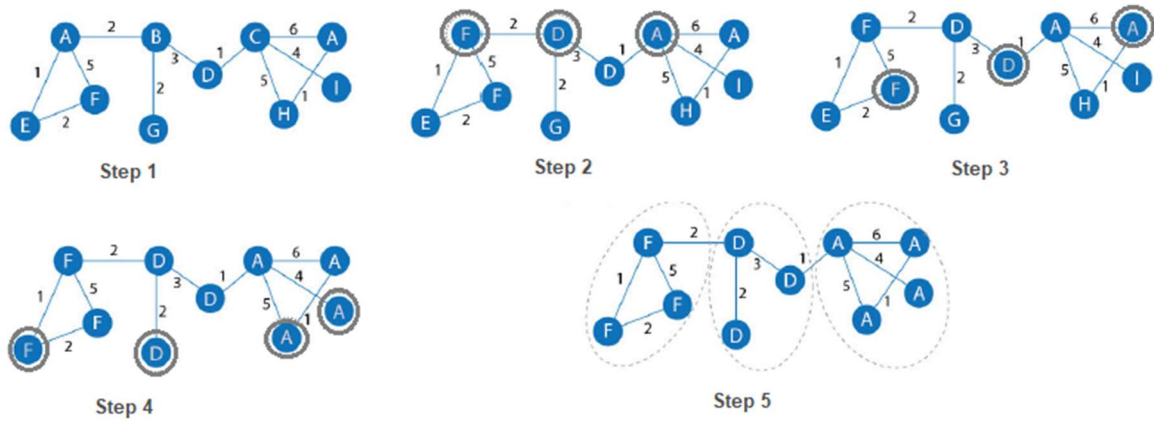 2 6
A B C A
3 1 4
1 5 D I
F 2 5 1 H
E 2 G
Step 1
2 6
F D A A
3 1 4
1 5 D I
F 2 5 1 H
E 2 G
Step 2
2 6
F D A A
3 1 4
1 5 D I
F 2 5 1 H
E 2 G
Step 3
2 6
F D A A
3 1 4
1 5 D A
F 2 5 1 A
F 2 D
Step 4
2 6
F D A A
3 1 4
1 5 D A
F 2 5 1 A
F 2 D
Step 5